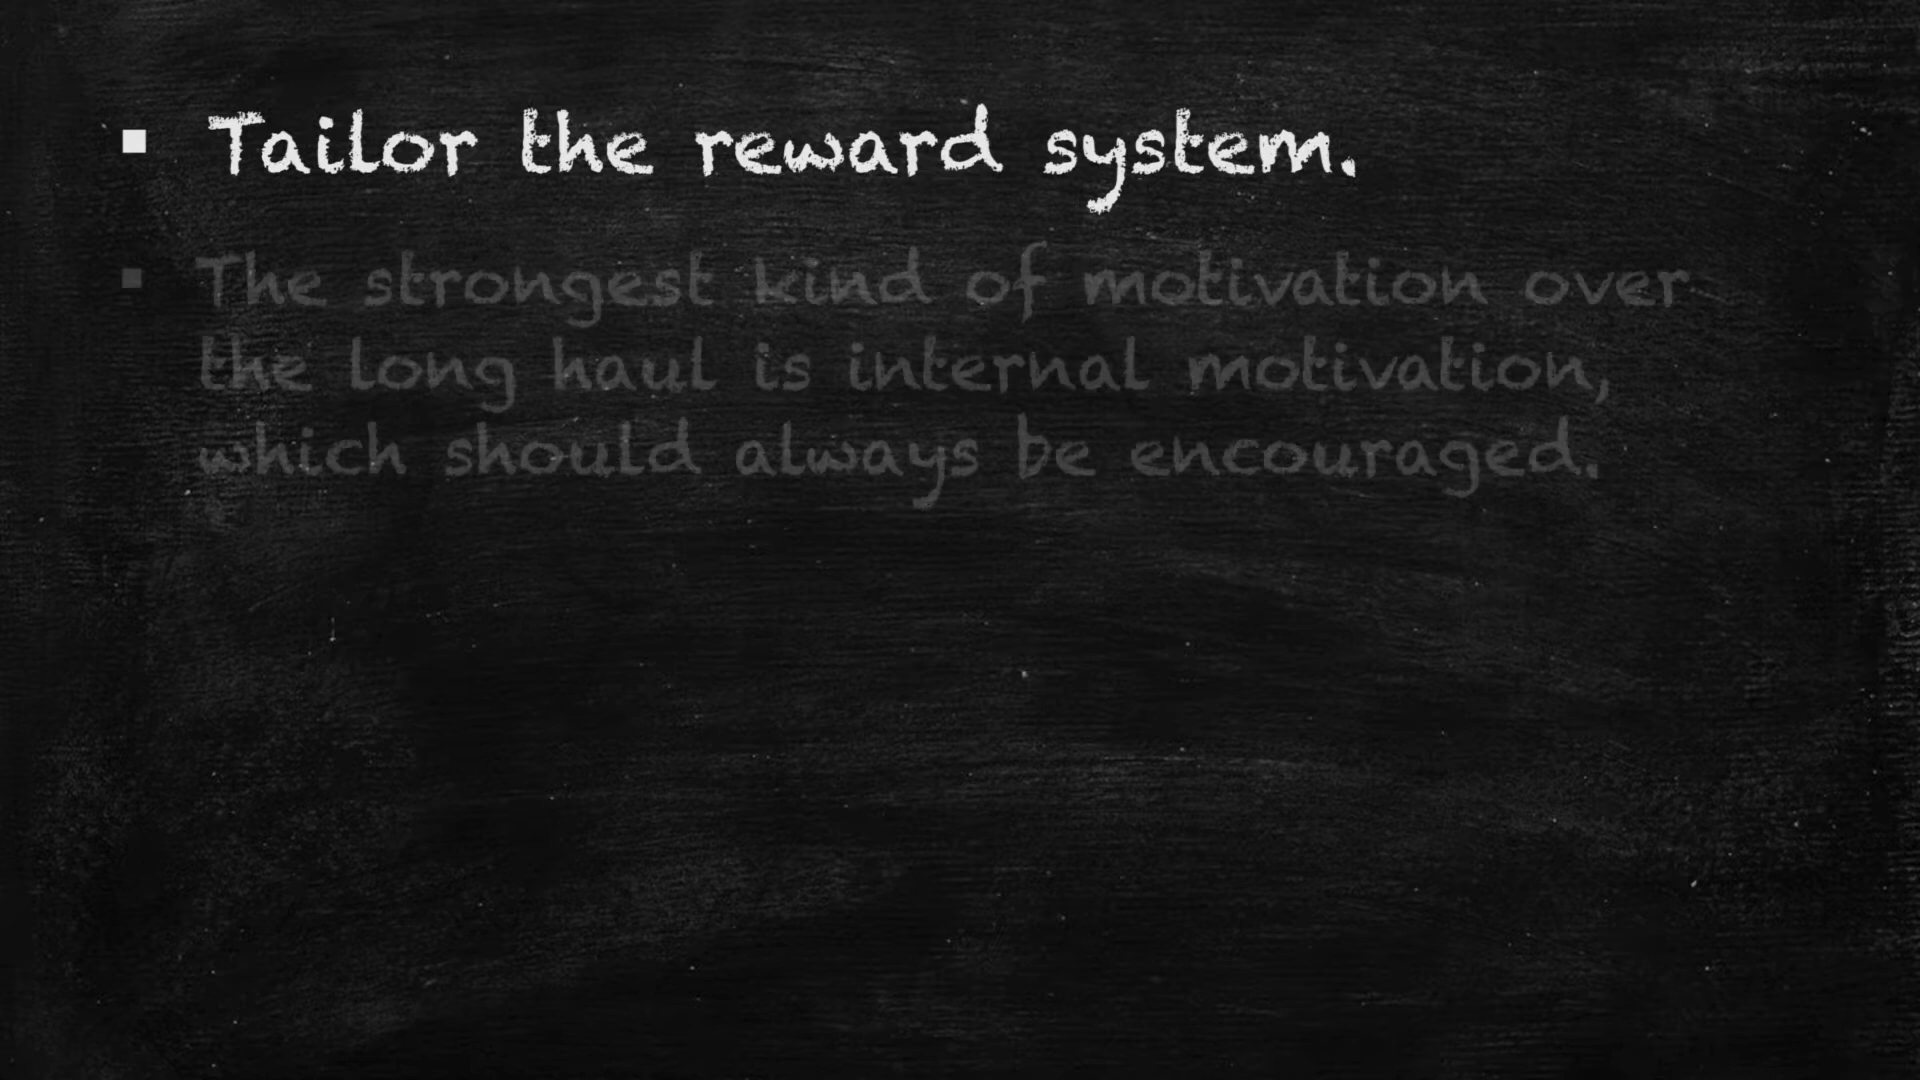 ▪ Tailor the reward system.
▪ The strongest kind of motivation over
the long haul is internal motivation,
which should always be encouraged.